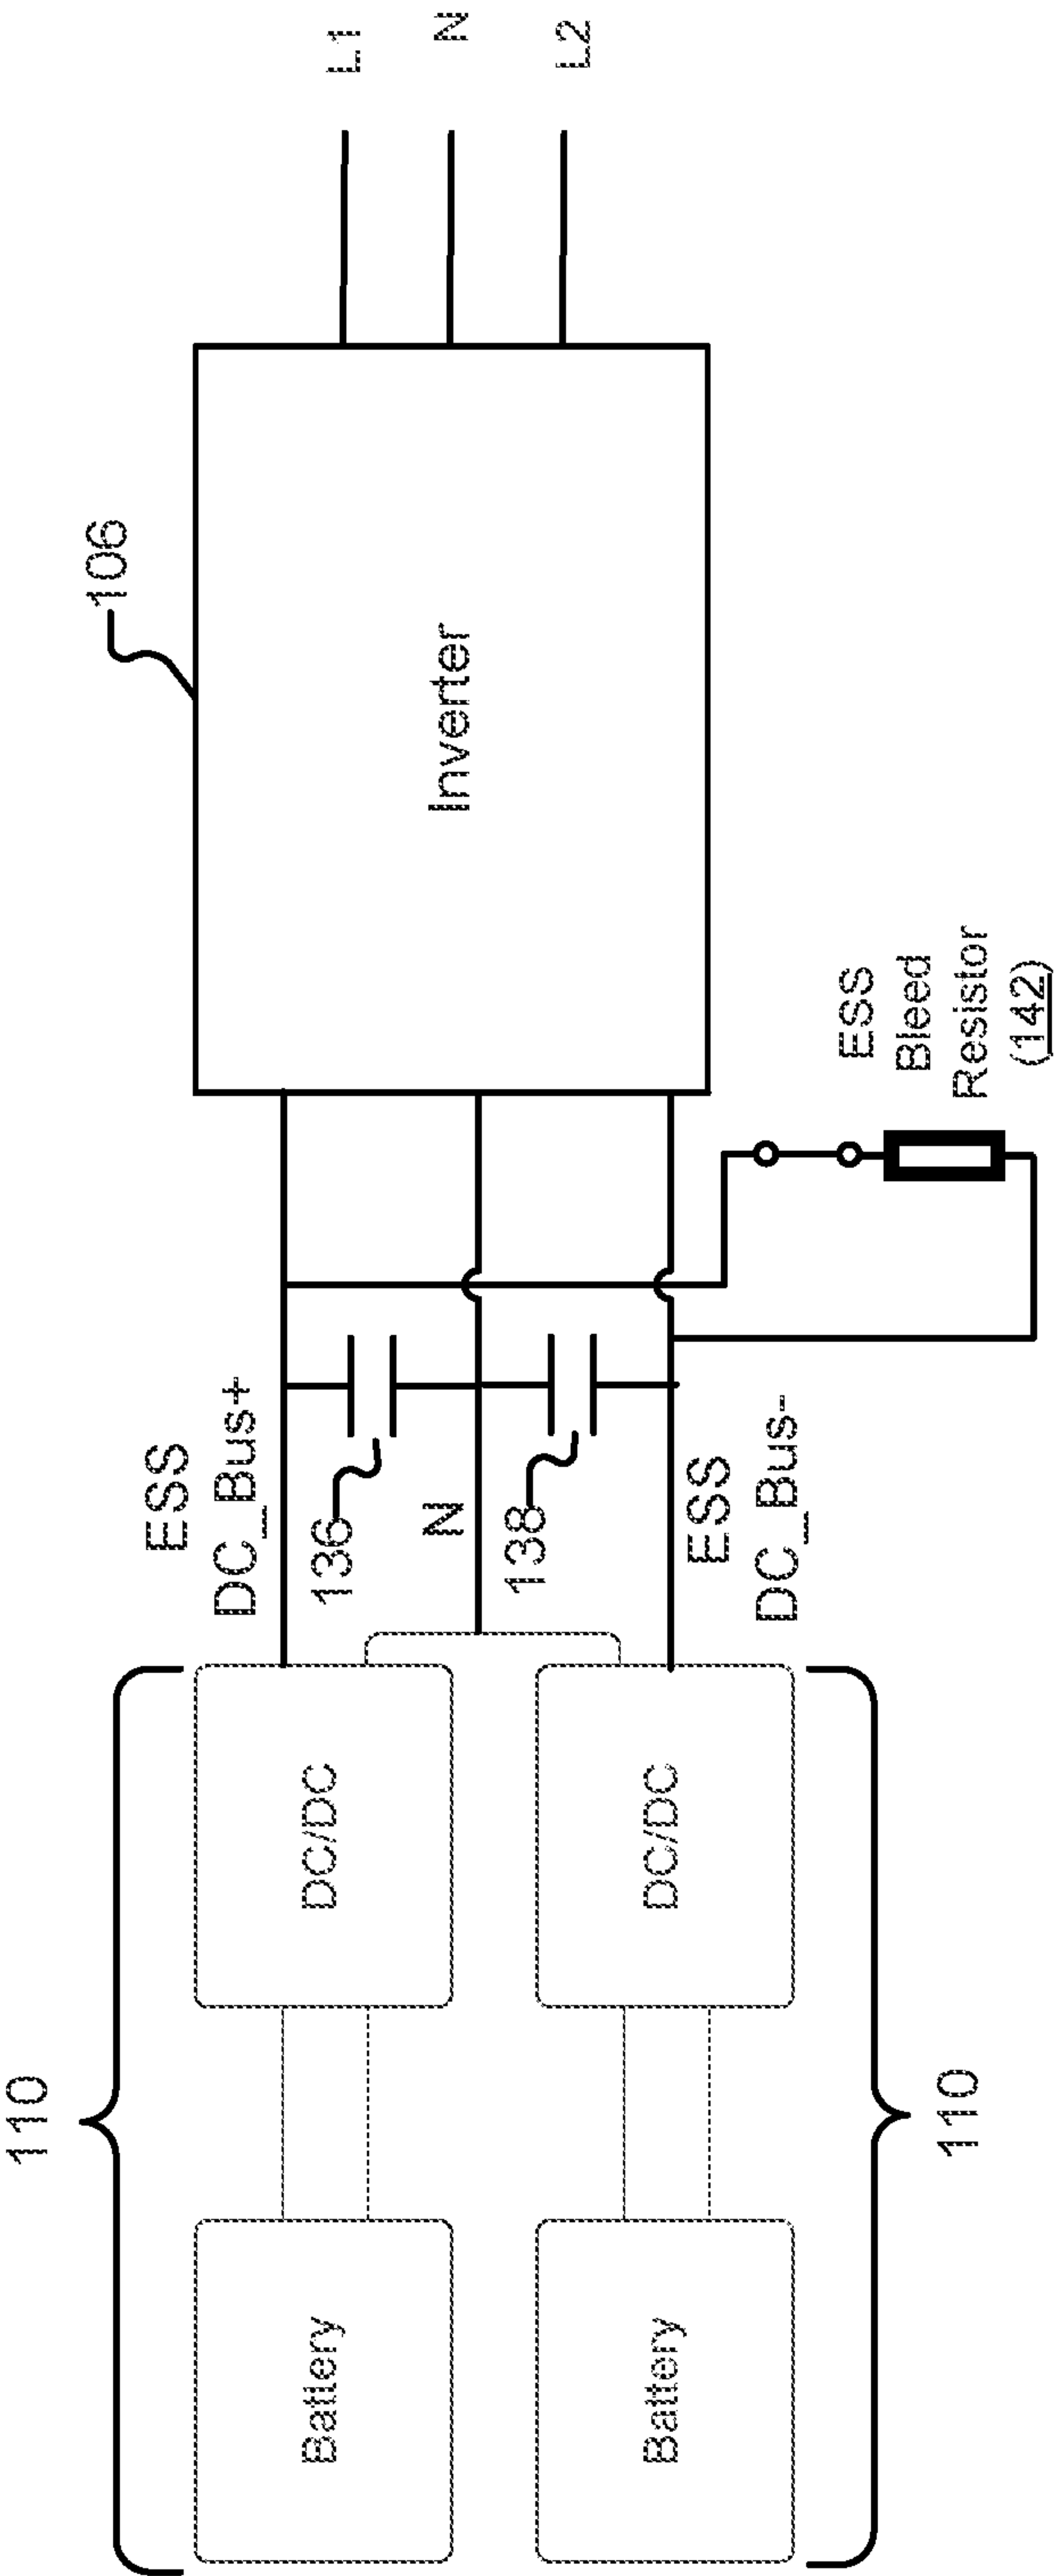 110
Battery
DC/DC
ESS
DC_Bus+
136
N
138
Battery
DC/DC
ESS
DC_Bus-
110
106
Inverter
L1
N
L2
ESS
Bleed
Resistor
(142)